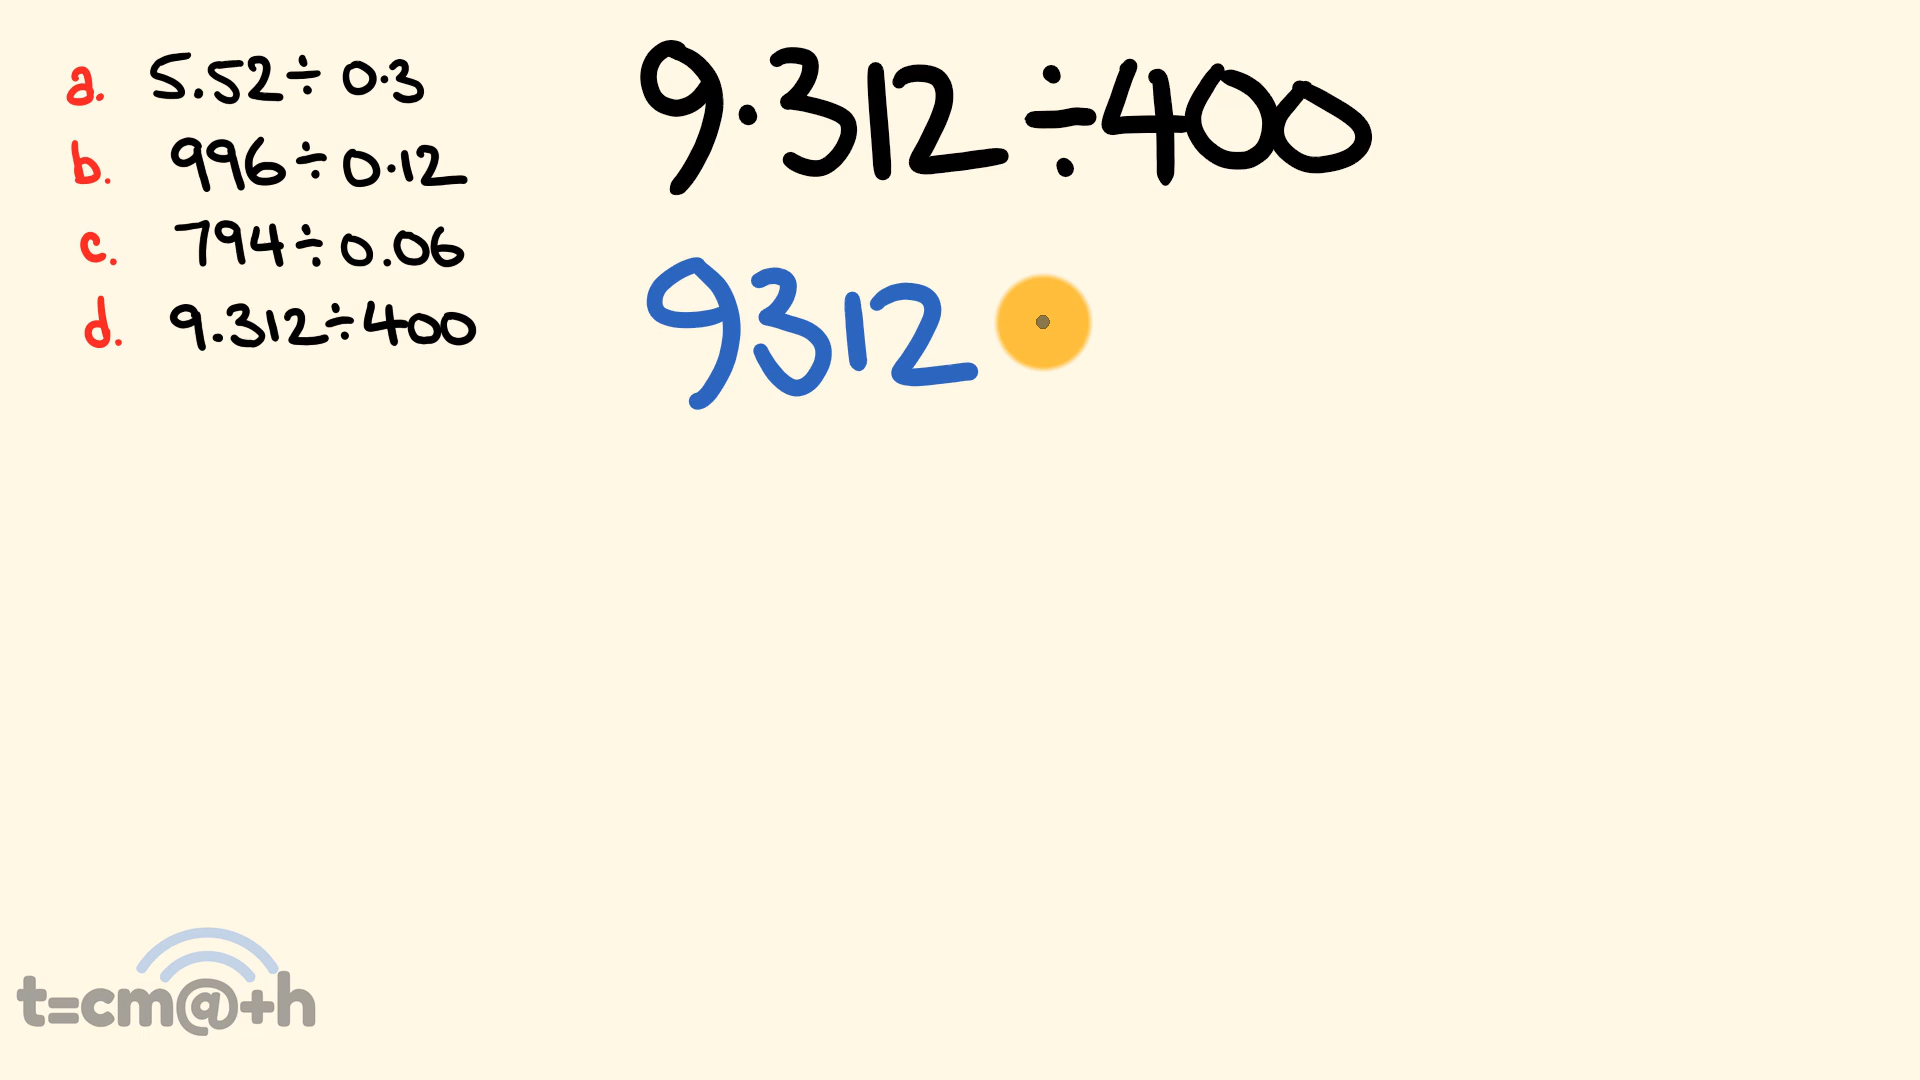 a. 5.52÷0.3
b. 996÷0.12
c. 794÷0.06
d. 9.312÷400
9.312÷400
9312
t=cm@+h